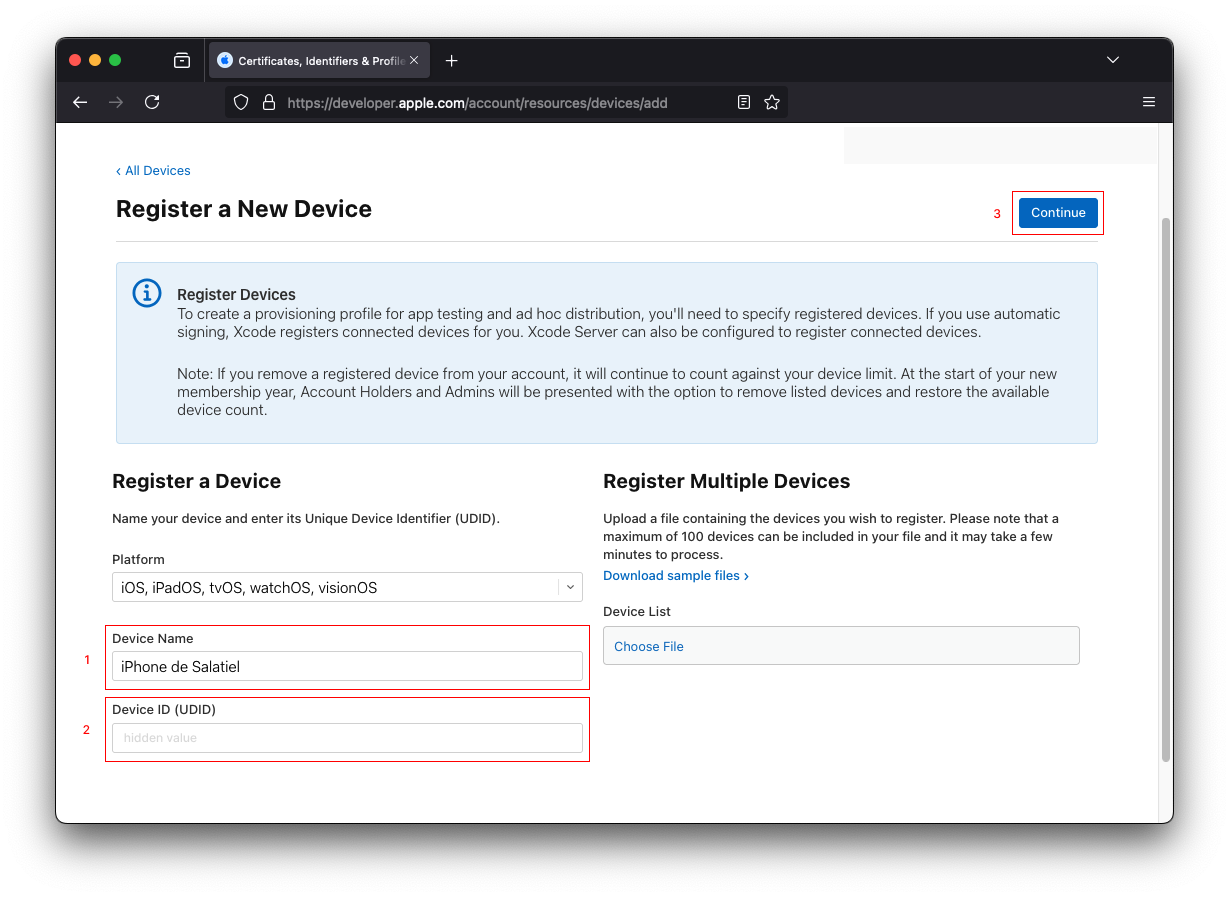 Certificates, Identifiers & Profile
https://developer.apple.com/account/resources/devices/add
‹ All Devices
Register a New Device
3
Continue
Register Devices
To create a provisioning profile for app testing and ad hoc distribution, you'll need to specify registered devices. If you use automatic
signing, Xcode registers connected devices for you. Xcode Server can also be configured to register connected devices.
Note: If you remove a registered device from your account, it will continue to count against your device limit. At the start of your new
membership year, Account Holders and Admins will be presented with the option to remove listed devices and restore the available
device count.
Register a Device
Name your device and enter its Unique Device Identifier (UDID).
Platform
iOS, iPadOS, tvOS, watchOS, visionOS
1
Device Name
iPhone de Salatiel
2
Device ID (UDID)
hidden value
Register Multiple Devices
Upload a file containing the devices you wish to register. Please note that a
maximum of 100 devices can be included in your file and it may take a few
minutes to process.
Download sample files ›
Device List
Choose File